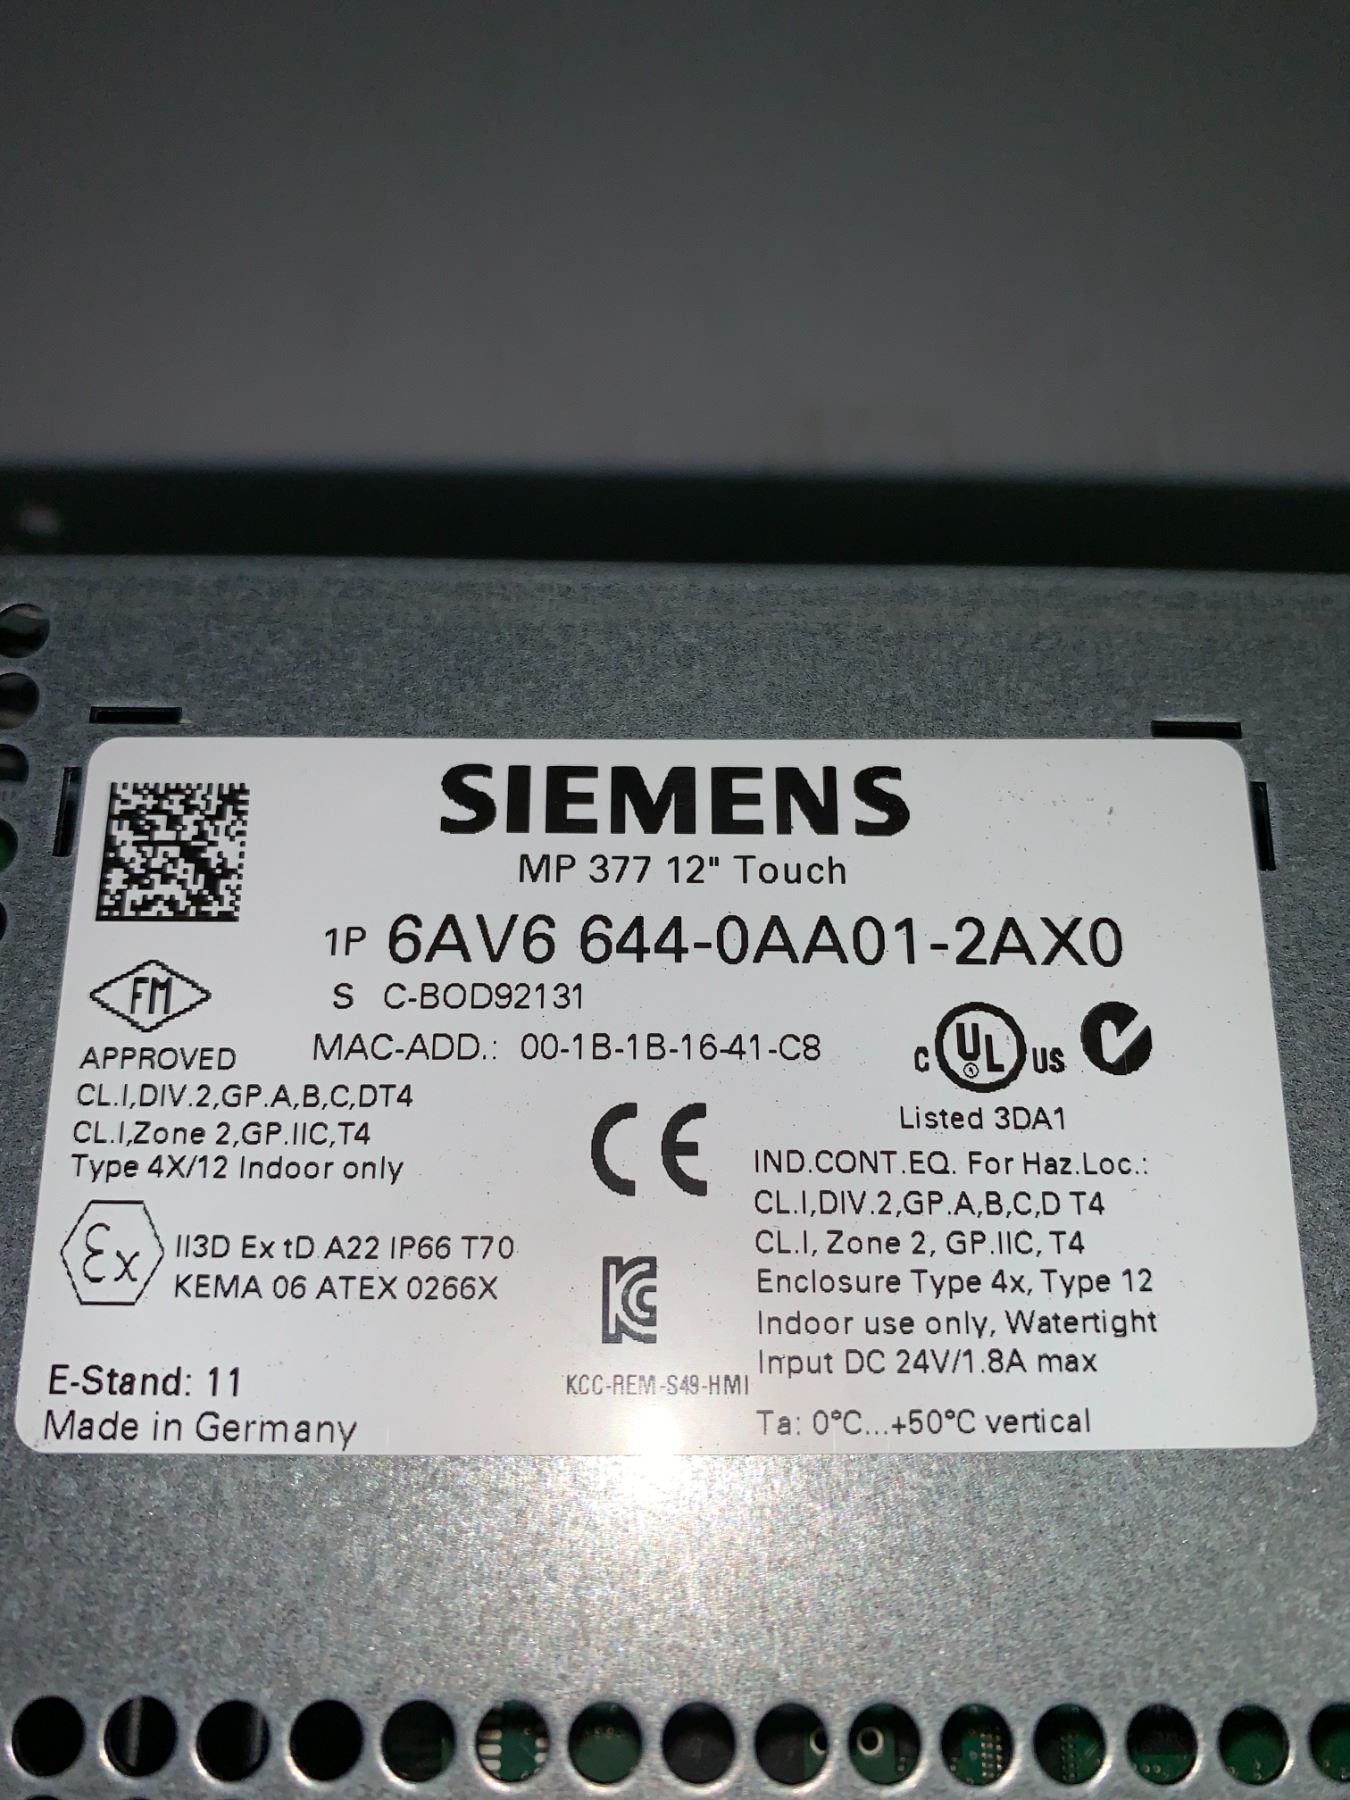 SIEMENS
MP 377 12" Touch
1P 6AV6 644-0AA01-2AX0
S C-BOD92131
MAC-ADD.: 00-1B-1B-16-41-C8
FM
APPROVED
CL.I,DIV.2,GP.A,B,C,DT4
CL.I,Zone 2,GP.IIC,T4
Type 4X/12 Indoor only
Ex
II3D Ex tD A22 IP66 T70
KEMA 06 ATEX 0266X
E-Stand: 11
Made in Germany
CE
KC
KCC-REM-S49-HMI
C UL US
Listed 3DA1
IND.CONT.EQ. For Haz.Loc.:
CL.I,DIV.2,GP.A,B,C,D T4
CL.I, Zone 2, GP.IIC, T4
Enclosure Type 4x, Type 12
Indoor use only, Watertight
Input DC 24V/1.8A max
Ta: 0°C...+50°C vertical